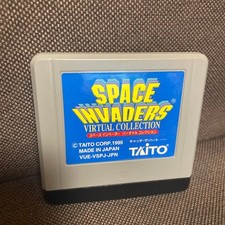 SPACE
INVADERS®
VIRTUAL COLLECTION
スペースインベーダー バーチャル コレクション
© TAITO CORP. 1995
MADE IN JAPAN
VUE-VSPJ-JPN
TAITO